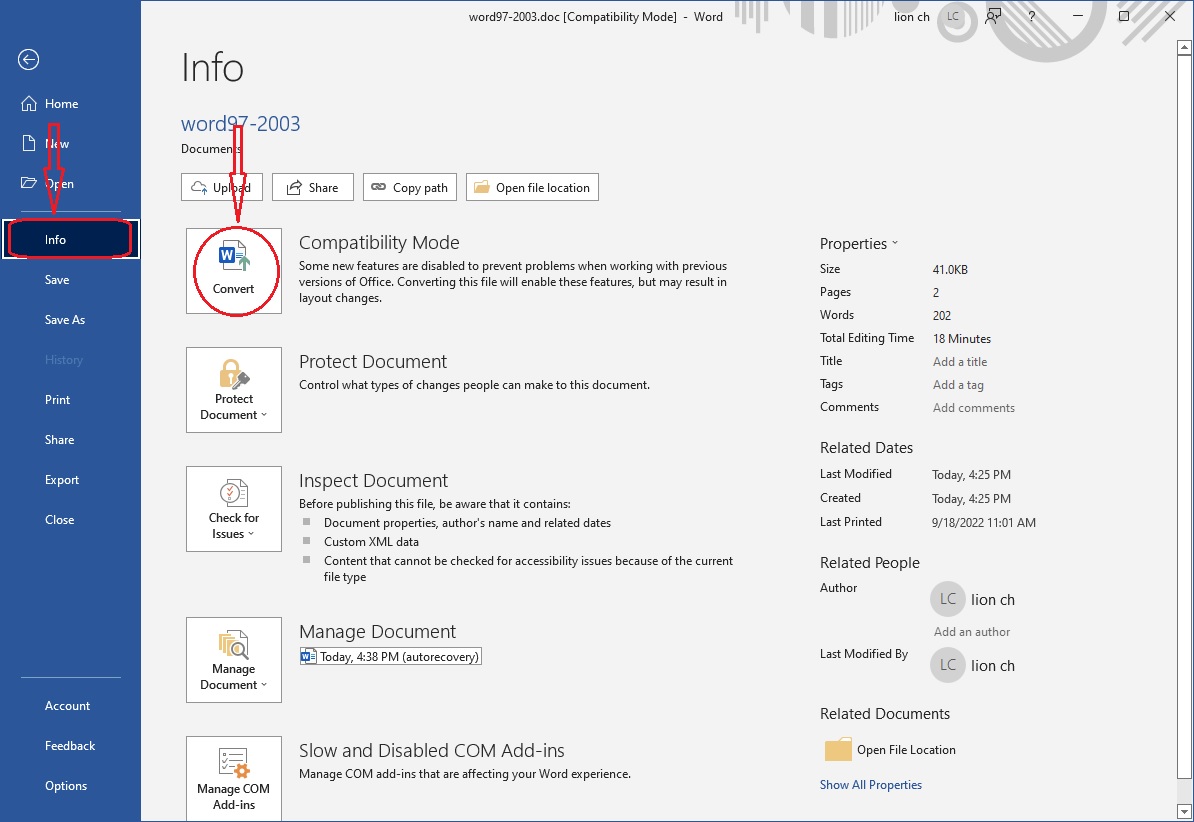 word97-2003.doc [Compatibility Mode] - Word
lion ch
LC
?
Home
New
Open
Info
Save
Save As
History
Print
Share
Export
Close
Account
Feedback
Options
Info
word97-2003
Documents
Upload
Share
Copy path
Open file location
W
Convert
Compatibility Mode
Some new features are disabled to prevent problems when working with previous
versions of Office. Converting this file will enable these features, but may result in
layout changes.
Protect
Document
Protect Document
Control what types of changes people can make to this document.
Check for
Issues
Inspect Document
Before publishing this file, be aware that it contains:
Document properties, author's name and related dates
Custom XML data
Content that cannot be checked for accessibility issues because of the current
file type
Manage
Document
Manage Document
W
Today, 4:38 PM (autorecovery)
Manage COM
Add-ins
Slow and Disabled COM Add-ins
Manage COM add-ins that are affecting your Word experience.
Properties
Size 41.0KB
Pages 2
Words 202
Total Editing Time 18 Minutes
Title Add a title
Tags Add a tag
Comments Add comments
Related Dates
Last Modified Today, 4:25 PM
Created Today, 4:25 PM
Last Printed 9/18/2022 11:01 AM
Related People
Author LC lion ch
Add an author
Last Modified By LC lion ch
Related Documents
Open File Location
Show All Properties